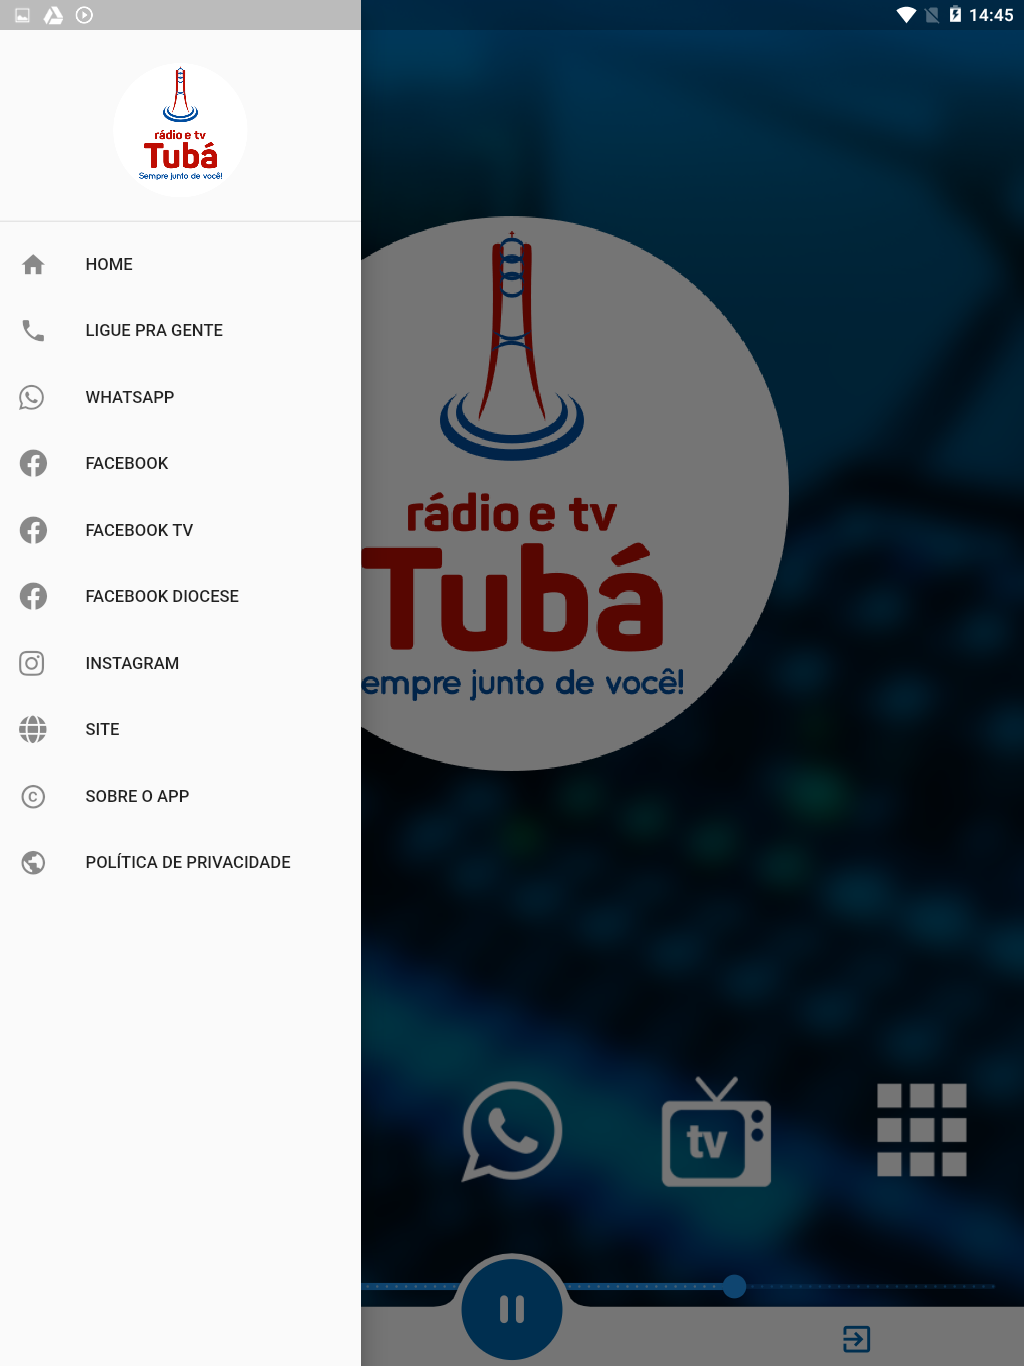 14:45
rádio e tv
Tubá
Sempre junto de você!
HOME
LIGUE PRA GENTE
WHATSAPP
FACEBOOK
FACEBOOK TV
FACEBOOK DIOCESE
INSTAGRAM
SITE
C
SOBRE O APP
POLÍTICA DE PRIVACIDADE
rádio e tv
Tubá
empre junto de você!
tv